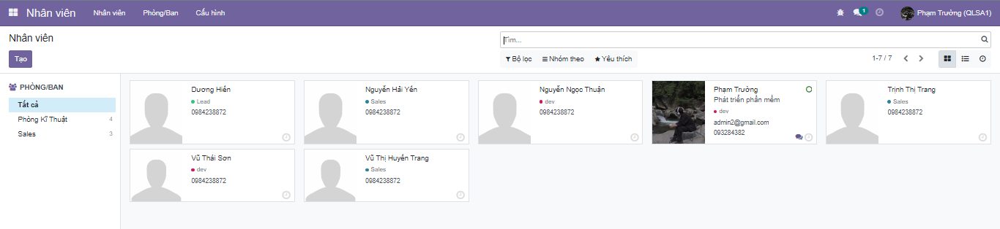 Nhân viên Nhân viên Phòng/Ban Cấu hình 1 Phạm Trưởng (QLSA1)
Nhân viên
Tìm...
Tạo
Bộ lọc Nhóm theo Yêu thích
1-7 / 7
PHÒNG/BAN
Tất cả
Phòng Kĩ Thuật 4
Sales 3
Dương Hiền
Lead
0984238872
Nguyễn Hải Yến
Sales
0984238872
Nguyễn Ngọc Thuận
dev
0984238872
Phạm Trưởng
Phát triển phần mềm
dev
admin2@gmail.com
093284382
Trịnh Thị Trang
Sales
0984238872
Vũ Thái Sơn
dev
0984238872
Vũ Thị Huyền Trang
Sales
0984238872